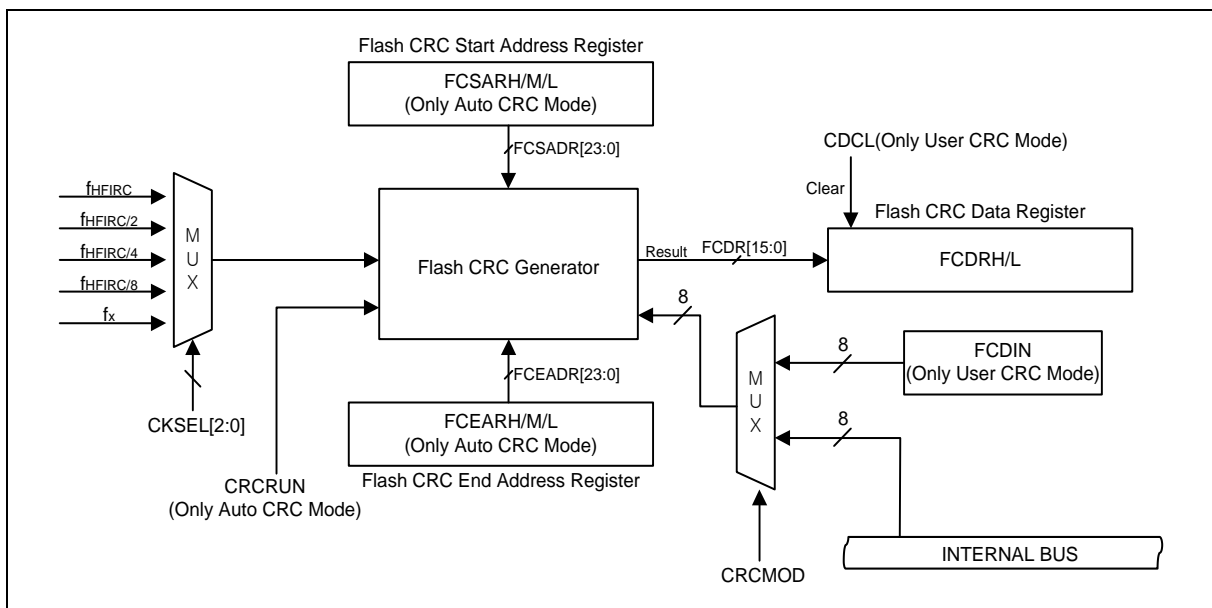 Flash CRC Start Address Register
FCSARH/M/L
(Only Auto CRC Mode)
FCSADR[23:0]
CDCL(Only User CRC Mode)
Clear
Flash CRC Data Register
fHFIRC
fHFIRC/2
fHFIRC/4
fHFIRC/8
fx
M
U
X
CKSEL[2:0]
Flash CRC Generator
Result
FCDR[15:0]
FCDRH/L
8
M
U
X
8
FCDIN
(Only User CRC Mode)
8
FCEADR[23:0]
FCEARH/M/L
(Only Auto CRC Mode)
Flash CRC End Address Register
CRCRUN
(Only Auto CRC Mode)
CRCMOD
INTERNAL BUS